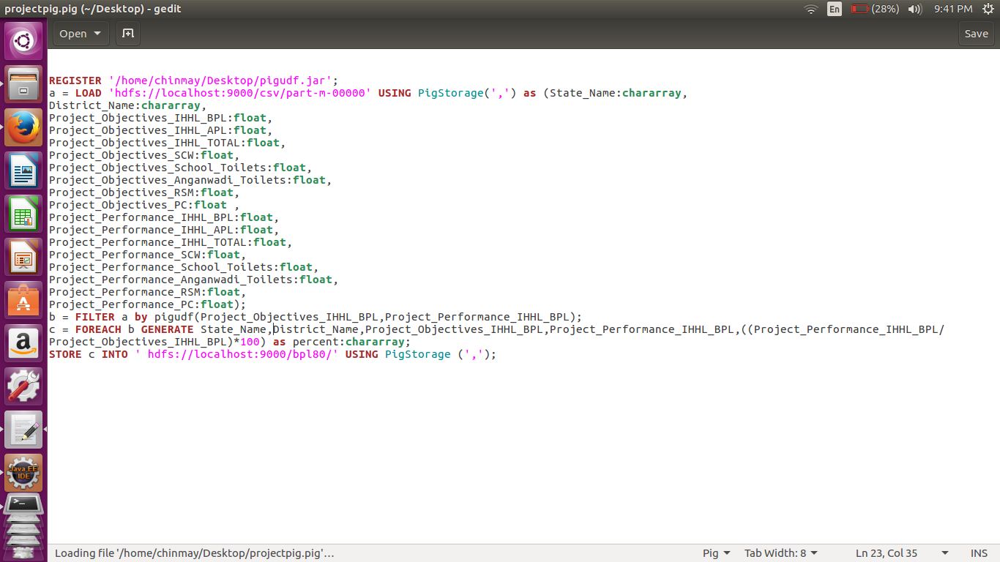 projectpig.pig (~/Desktop) - gedit
En
(28%)
9:41 PM
Open
Save
REGISTER '/home/chinmay/Desktop/pigudf.jar';
a = LOAD 'hdfs://localhost:9000/csv/part-m-00000' USING PigStorage(',') as (State_Name:chararray,
District_Name:chararray,
Project_Objectives_IHHL_BPL:float,
Project_Objectives_IHHL_APL:float,
Project_Objectives_IHHL_TOTAL:float,
Project_Objectives_SCW:float,
Project_Objectives_School_Toilets:float,
Project_Objectives_Anganwadi_Toilets:float,
Project_Objectives_RSM:float,
Project_Objectives_PC:float ,
Project_Performance_IHHL_BPL:float,
Project_Performance_IHHL_APL:float,
Project_Performance_IHHL_TOTAL:float,
Project_Performance_SCW:float,
Project_Performance_School_Toilets:float,
Project_Performance_Anganwadi_Toilets:float,
Project_Performance_RSM:float,
Project_Performance_PC:float);
b = FILTER a by pigudf(Project_Objectives_IHHL_BPL,Project_Performance_IHHL_BPL);
c = FOREACH b GENERATE State_Name,District_Name,Project_Objectives_IHHL_BPL,Project_Performance_IHHL_BPL,((Project_Performance_IHHL_BPL/
Project_Objectives_IHHL_BPL)*100) as percent:chararray;
STORE c INTO ' hdfs://localhost:9000/bpl80/' USING PigStorage (',');
a
Java EE
IDE
>_
Loading file '/home/chinmay/Desktop/projectpig.pig'…
Pig
Tab Width: 8
Ln 23, Col 35
INS